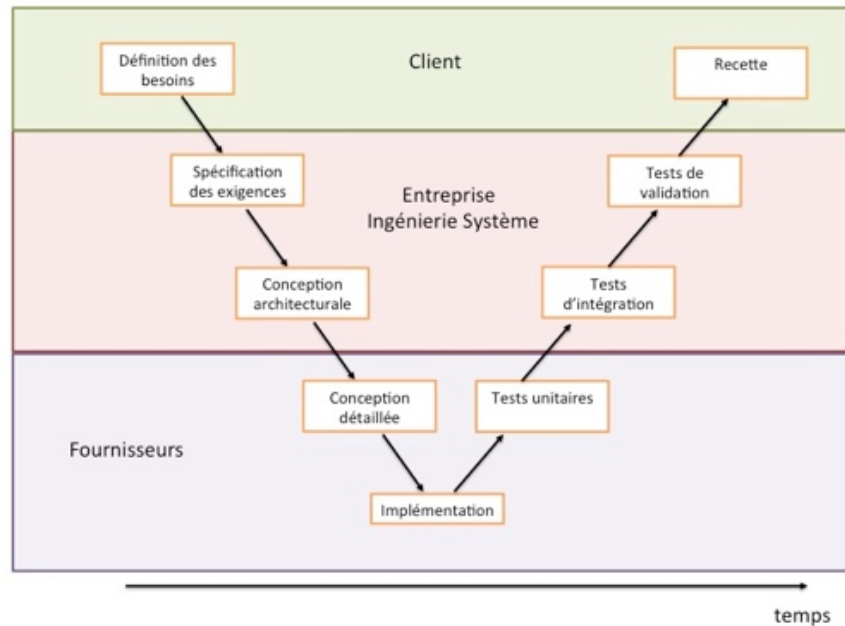 Définition des
besoins
Client
Recette
Spécification
des exigences
Entreprise
Ingénierie Système
Tests de
validation
Conception
architecturale
Tests
d'intégration
Conception
détaillée
Tests unitaires
Fournisseurs
Implémentation
temps